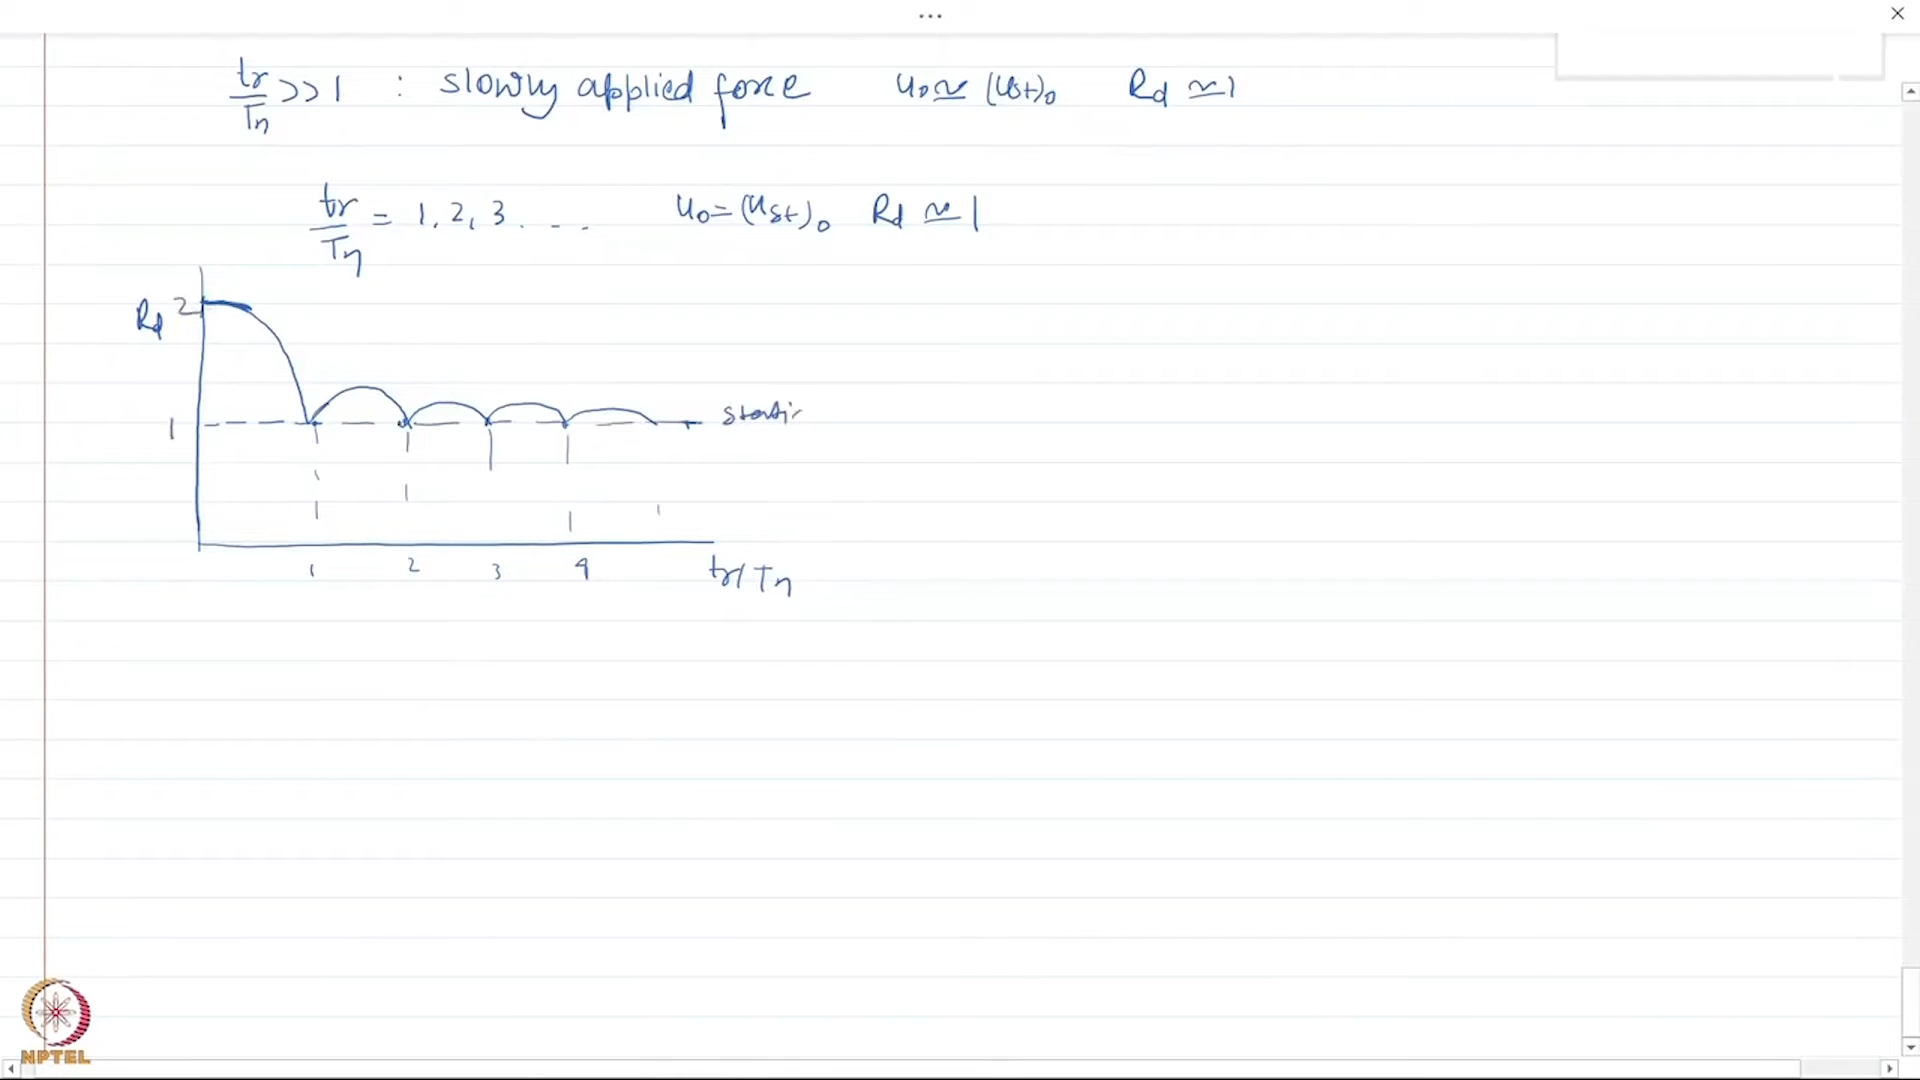 tr/Tn >> 1 : slowly applied force u₀ ≃ (ust)₀ Rd ≃ 1
tr/Tn = 1, 2, 3. . . u₀ = (ust)₀ Rd ≃ 1
Rd 2
1
1 2 3 4 tr/Tn
NPTEL